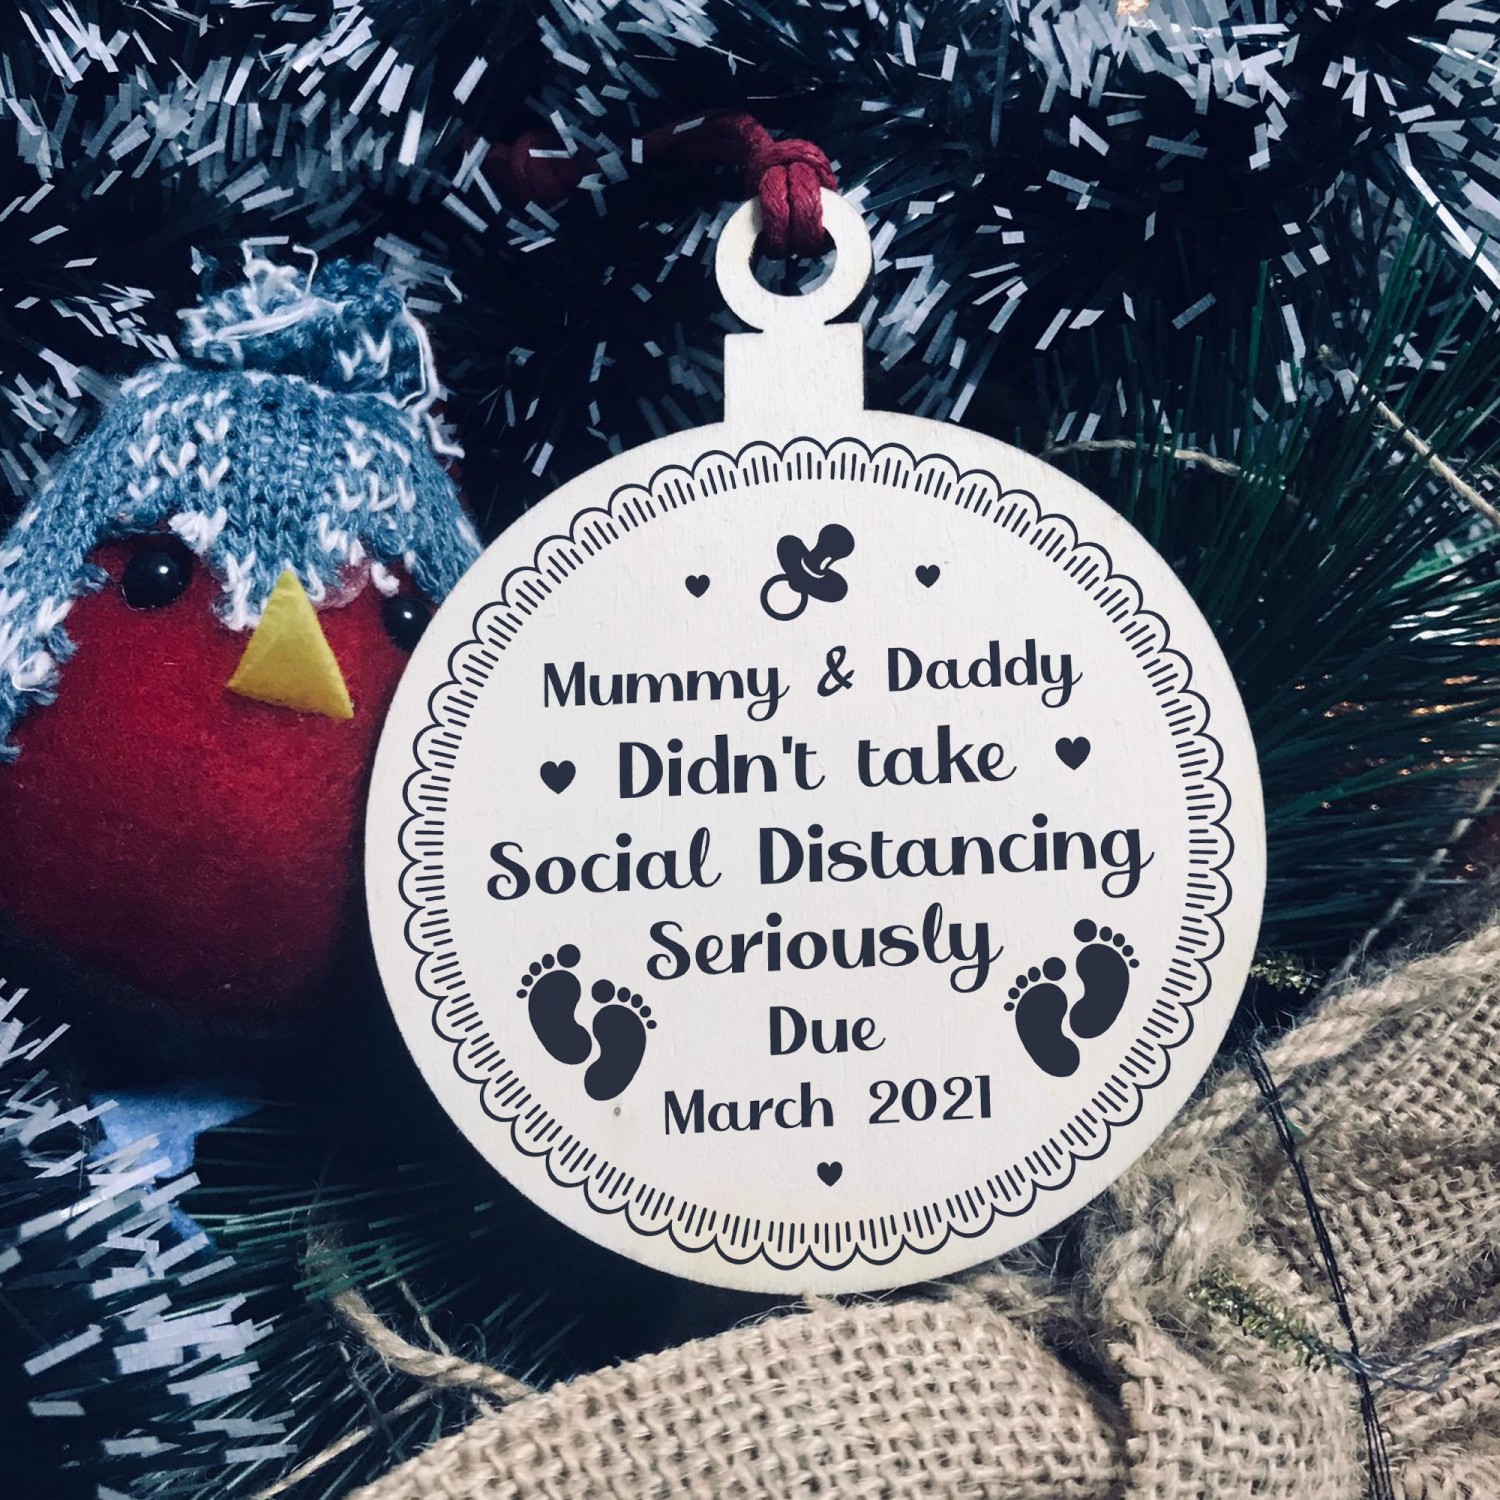 Mummy & Daddy
Didn't take
Social Distancing
Seriously
Due
March 2021